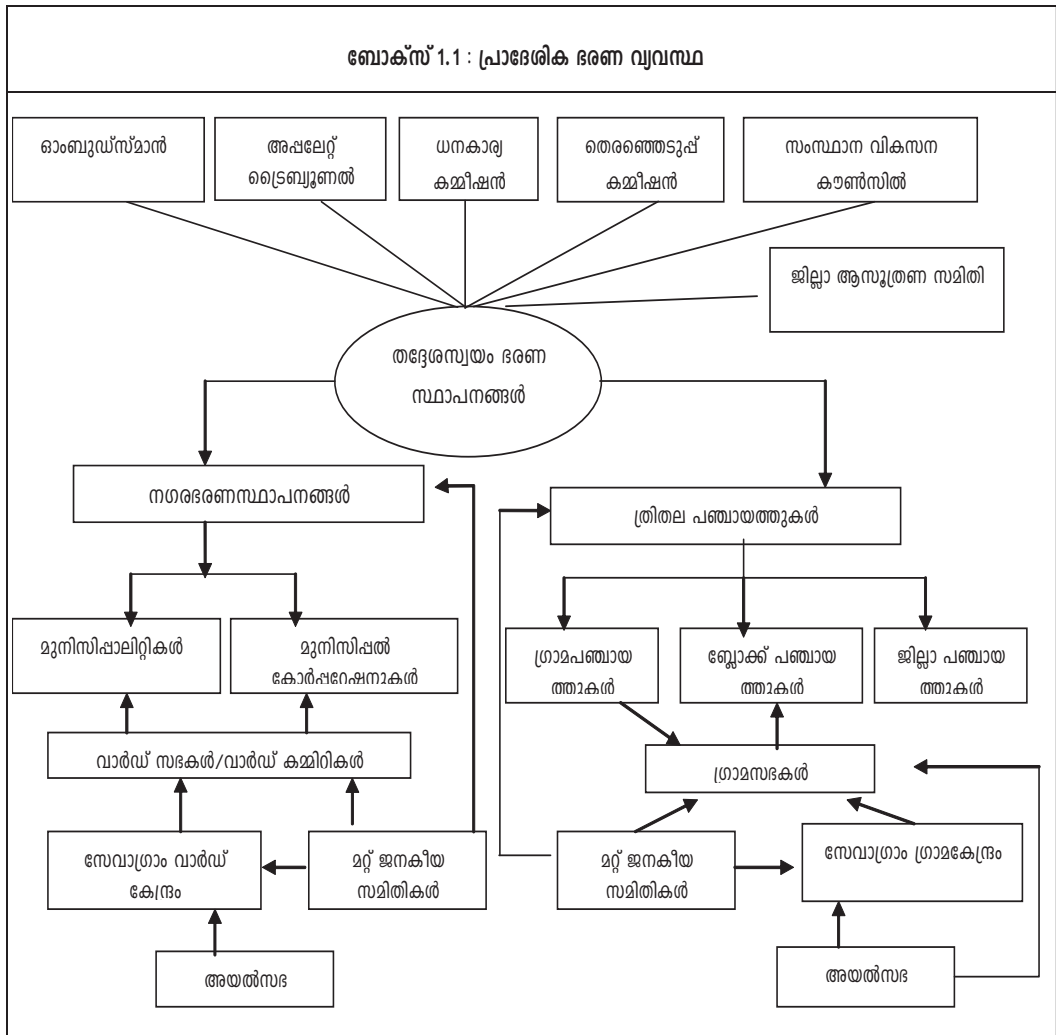 ബോക്സ് 1.1 : പ്രാദേശിക ഭരണ വ്യവസ്ഥ
ഓംബുഡ്സ്മാൻ
അപ്പലേറ്റ്
ട്രൈബ്യൂണൽ
ധനകാര്യ
കമ്മീഷൻ
തെരഞ്ഞെടുപ്പ്
കമ്മീഷൻ
സംസ്ഥാന വികസന
കൗൺസിൽ
ജില്ലാ ആസൂത്രണ സമിതി
തദ്ദേശസ്വയം ഭരണ
സ്ഥാപനങ്ങൾ
നഗരഭരണസ്ഥാപനങ്ങൾ
ത്രിതല പഞ്ചായത്തുകൾ
മുനിസിപ്പാലിറ്റികൾ
മുനിസിപ്പൽ
കോർപ്പറേഷനുകൾ
ഗ്രാമപഞ്ചായ
ത്തുകൾ
ബ്ലോക്ക് പഞ്ചായ
ത്തുകൾ
ജില്ലാ പഞ്ചായ
ത്തുകൾ
വാർഡ് സഭകൾ/വാർഡ് കമ്മിറികൾ
ഗ്രാമസഭകൾ
സേവാഗ്രാം വാർഡ്
കേന്ദ്രം
മറ്റ് ജനകീയ
സമിതികൾ
മറ്റ് ജനകീയ
സമിതികൾ
സേവാഗ്രാം ഗ്രാമകേന്ദ്രം
അയൽസഭ
അയൽസഭ